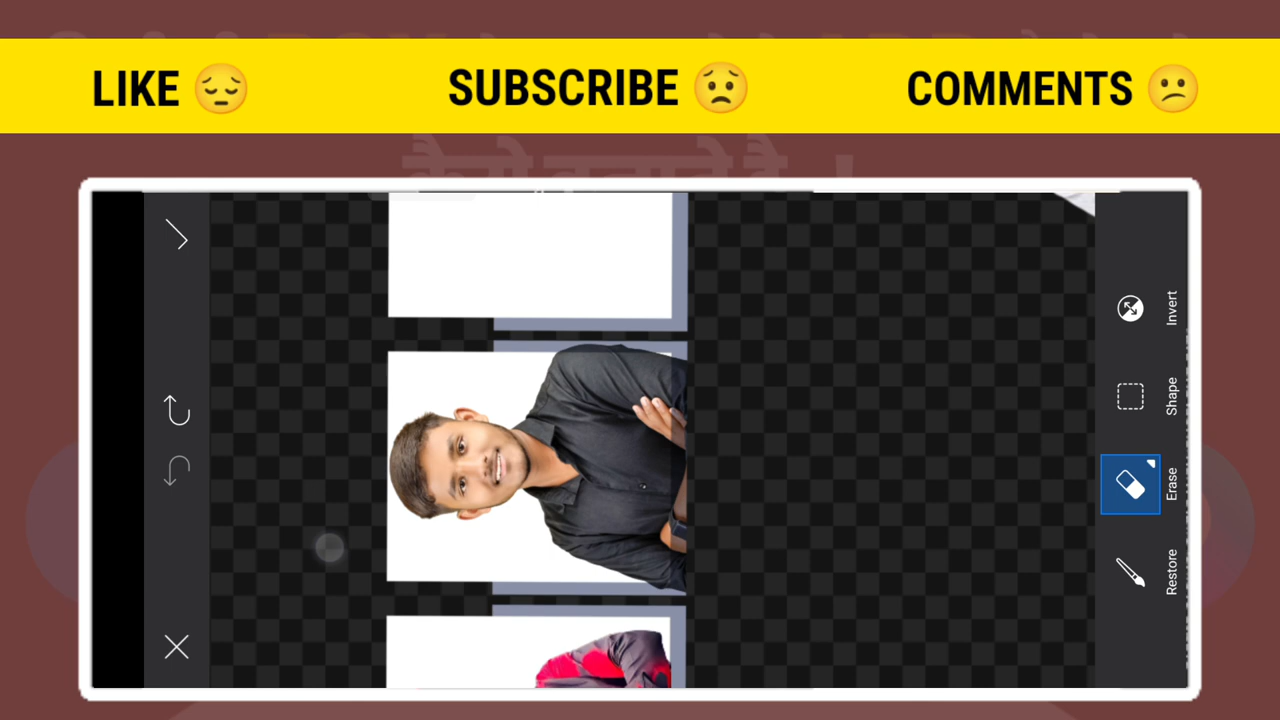 LIKE 😔 SUBSCRIBE 😟 COMMENTS 😕
Invert
Shape
Erase
Restore